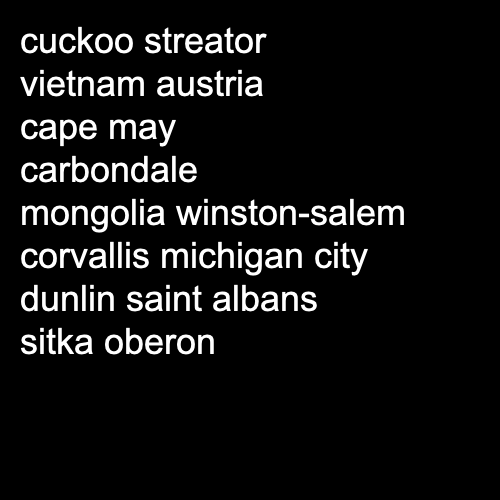 cuckoo streator
vietnam austria
cape may
carbondale
mongolia winston-salem
corvallis michigan city
dunlin saint albans
sitka oberon